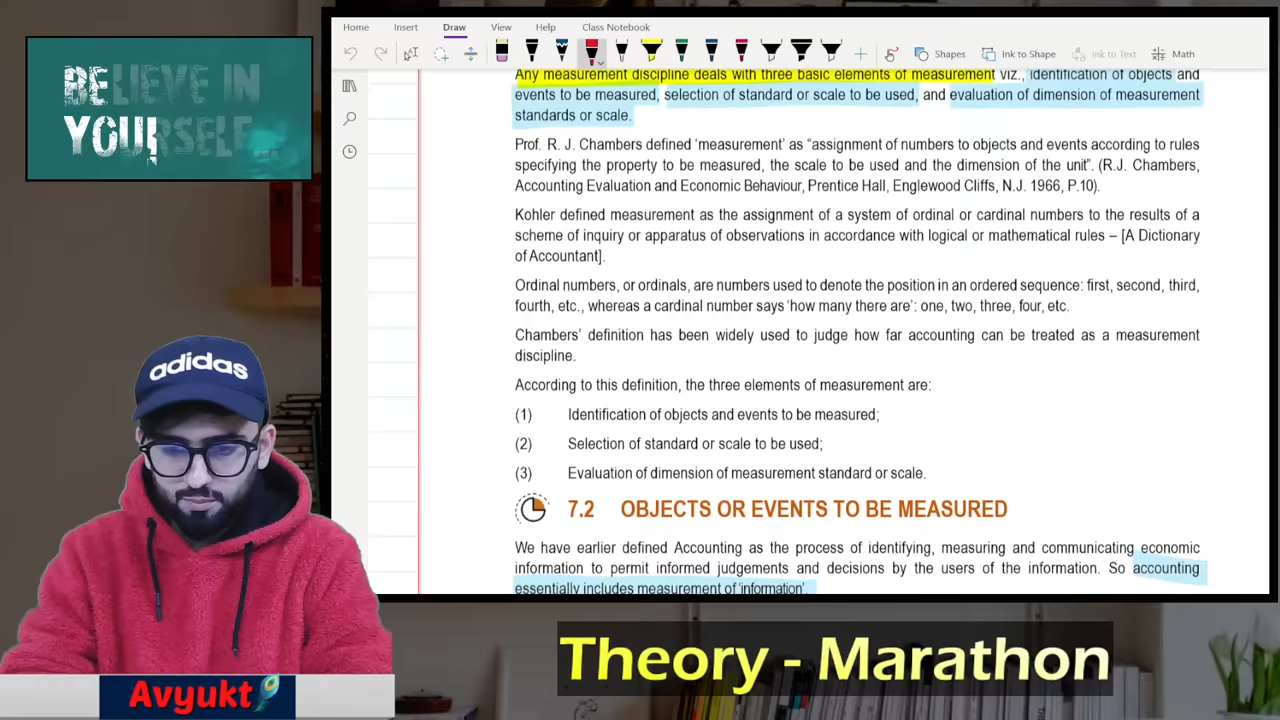 BELIEVE IN
YOURSELF
Home Insert Draw View Help Class Notebook
Shapes Ink to Shape Ink to Text Math
Any measurement discipline deals with three basic elements of measurement viz., identification of objects and
events to be measured, selection of standard or scale to be used, and evaluation of dimension of measurement
standards or scale.
Prof. R. J. Chambers defined ‘measurement’ as “assignment of numbers to objects and events according to rules
specifying the property to be measured, the scale to be used and the dimension of the unit”. (R.J. Chambers,
Accounting Evaluation and Economic Behaviour, Prentice Hall, Englewood Cliffs, N.J. 1966, P.10).
Kohler defined measurement as the assignment of a system of ordinal or cardinal numbers to the results of a
scheme of inquiry or apparatus of observations in accordance with logical or mathematical rules – [A Dictionary
of Accountant].
Ordinal numbers, or ordinals, are numbers used to denote the position in an ordered sequence: first, second, third,
fourth, etc., whereas a cardinal number says ‘how many there are’: one, two, three, four, etc.
Chambers’ definition has been widely used to judge how far accounting can be treated as a measurement
discipline.
According to this definition, the three elements of measurement are:
(1) Identification of objects and events to be measured;
(2) Selection of standard or scale to be used;
(3) Evaluation of dimension of measurement standard or scale.
7.2 OBJECTS OR EVENTS TO BE MEASURED
We have earlier defined Accounting as the process of identifying, measuring and communicating economic
information to permit informed judgements and decisions by the users of the information. So accounting
essentially includes measurement of ‘information’.
adidas
Avyukt
Theory - Marathon